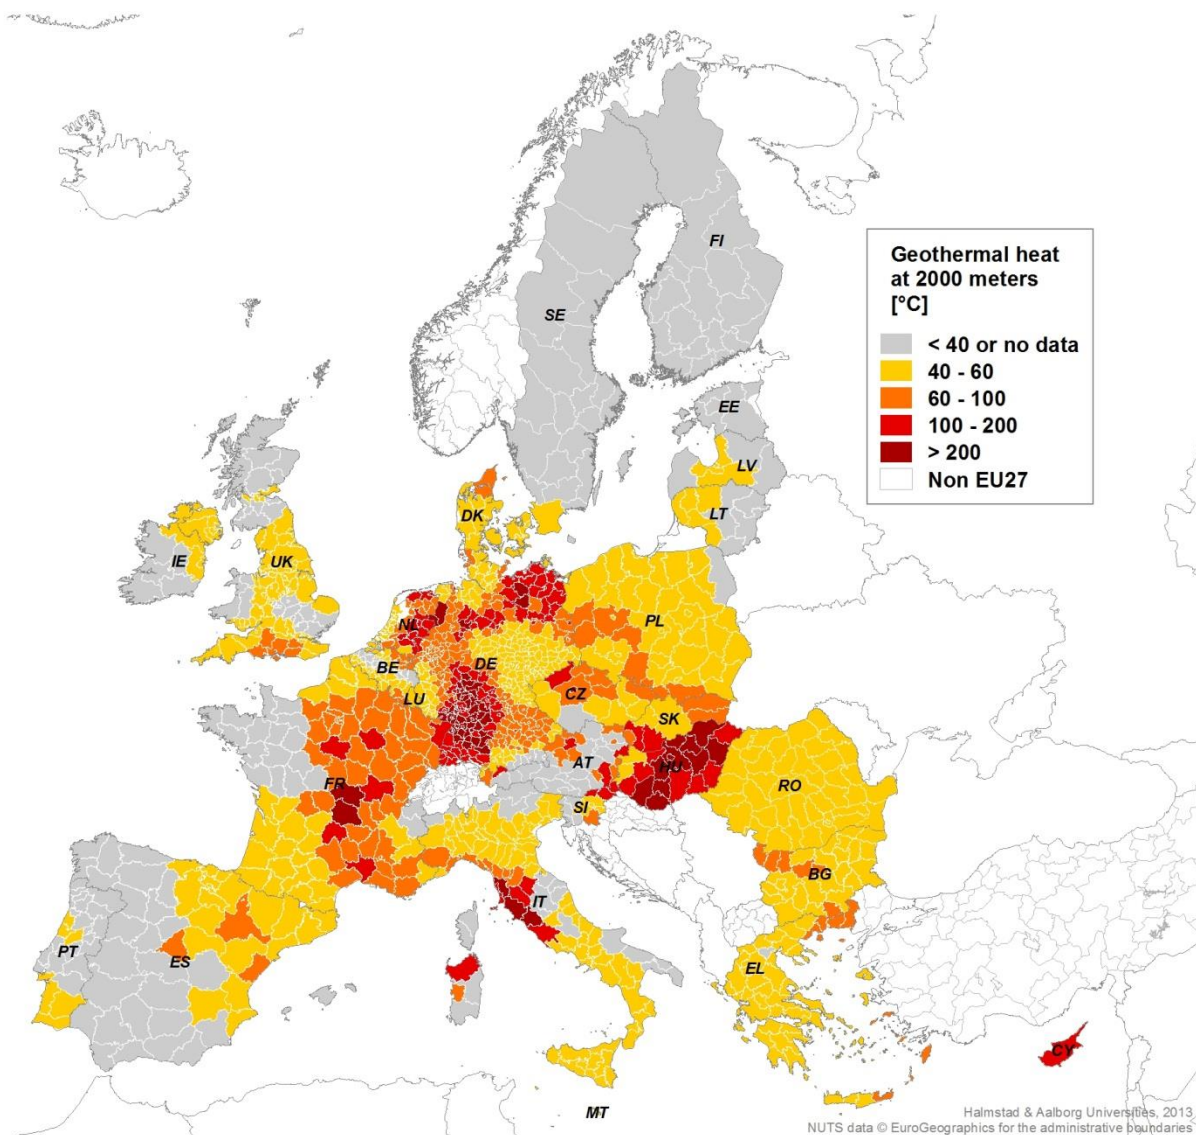 FI
SE
Geothermal heat
at 2000 meters
[°C]
< 40 or no data
40 - 60
60 - 100
100 - 200
> 200
Non EU27
EE
LV
LT
DK
IE
UK
NL
PL
BE
DE
LU
CZ
SK
AT
HU
FR
RO
SI
BG
IT
PT
ES
EL
CY
MT
Halmstad & Aalborg Universities, 2013
NUTS data © EuroGeographics for the administrative boundaries